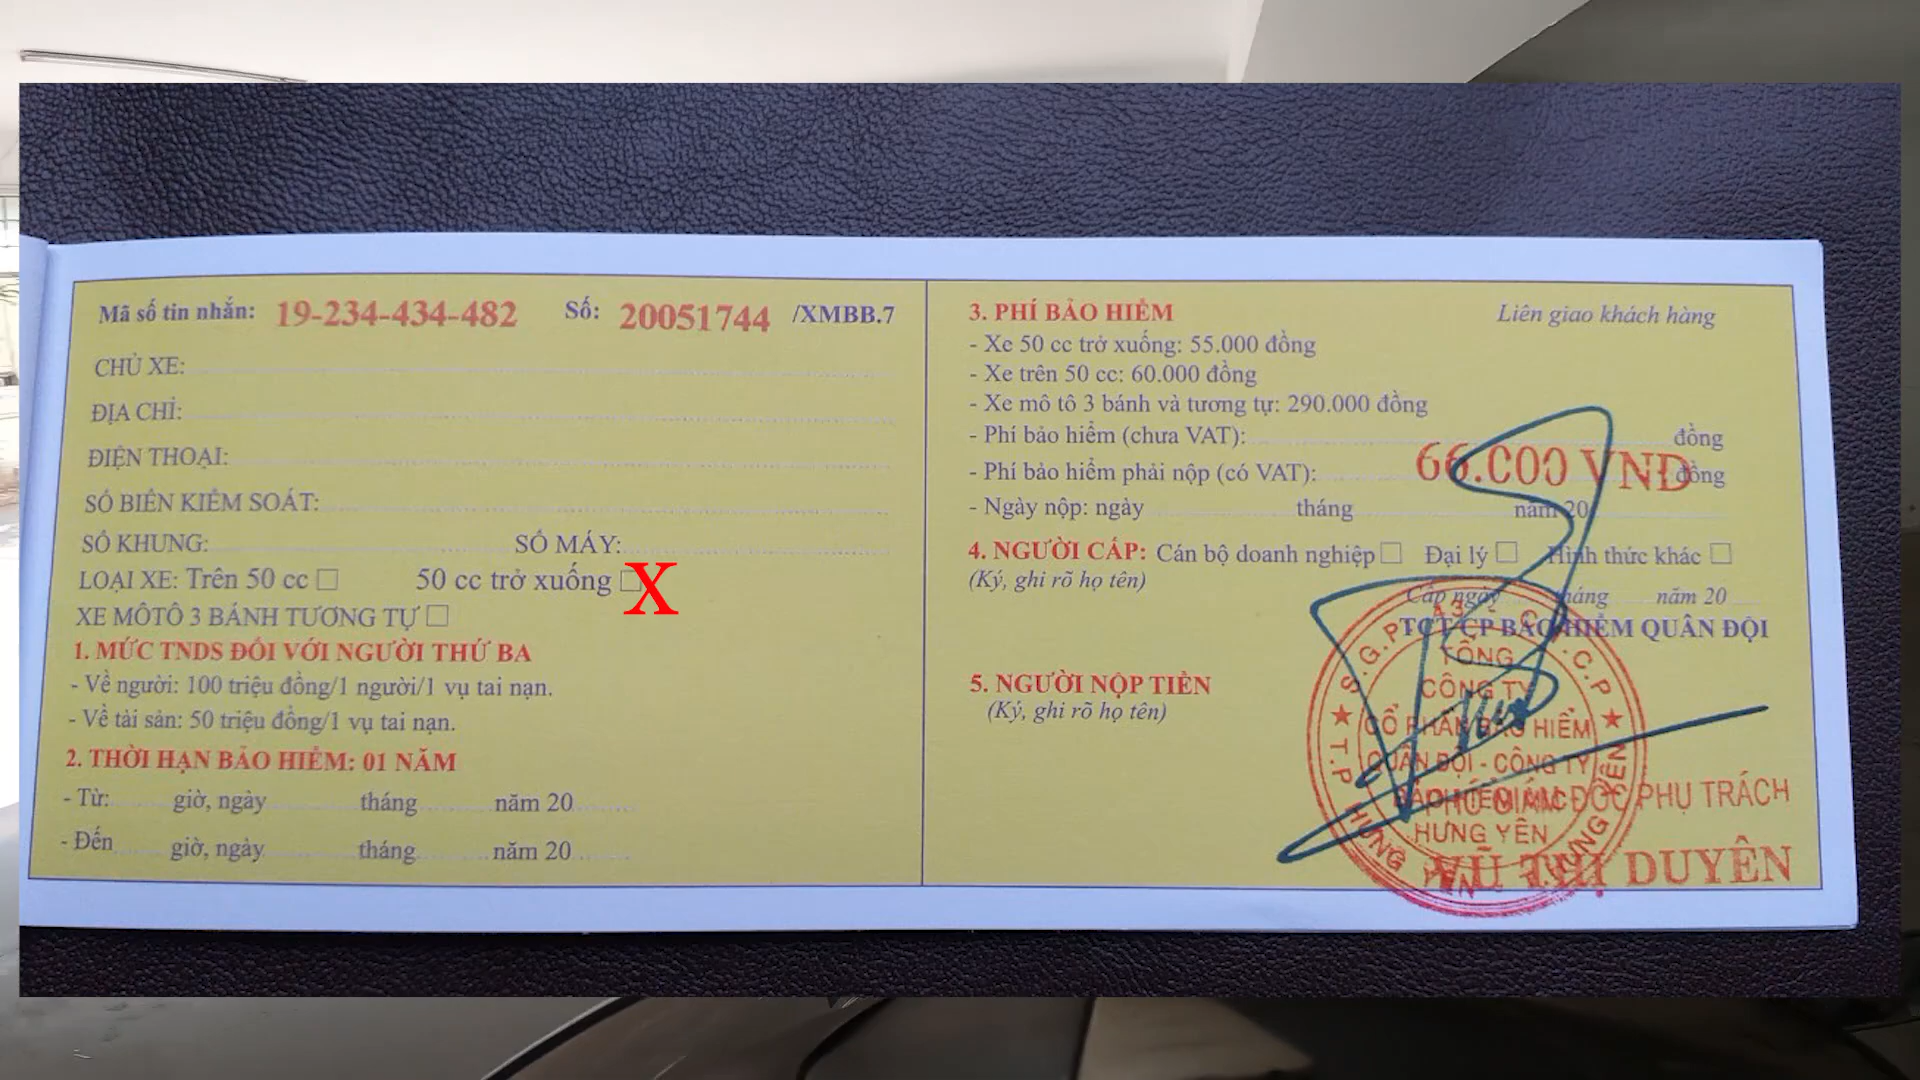 Mã số tin nhắn: 19-234-434-482 Số: 20051744 /XMBB.7
CHỦ XE:
ĐỊA CHỈ:
ĐIỆN THOẠI:
SỐ BIỂN KIỂM SOÁT:
SỐ KHUNG: SỐ MÁY:
LOẠI XE: Trên 50 cc □ 50 cc trở xuống □ X
XE MÔTÔ 3 BÁNH TƯƠNG TỰ □
1. MỨC TNDS ĐỐI VỚI NGƯỜI THỨ BA
- Về người: 100 triệu đồng/1 người/1 vụ tai nạn.
- Về tài sản: 50 triệu đồng/1 vụ tai nạn.
2. THỜI HẠN BẢO HIỂM: 01 NĂM
- Từ: giờ, ngày tháng năm 20
- Đến giờ, ngày tháng năm 20
3. PHÍ BẢO HIỂM Liên giao khách hàng
- Xe 50 cc trở xuống: 55.000 đồng
- Xe trên 50 cc: 60.000 đồng
- Xe mô tô 3 bánh và tương tự: 290.000 đồng
- Phí bảo hiểm (chưa VAT): đồng
- Phí bảo hiểm phải nộp (có VAT): 66.000 VND đồng
- Ngày nộp: ngày tháng năm 20
4. NGƯỜI CẤP: Cán bộ doanh nghiệp □ Đại lý □ Hình thức khác □
(Ký, ghi rõ họ tên)
Cấp ngày tháng năm 20
TCT CP BẢO HIỂM QUÂN ĐỘI
5. NGƯỜI NỘP TIỀN
(Ký, ghi rõ họ tên)
TỔNG
CÔNG TY
CỔ PHẦN BẢO HIỂM
QUÂN ĐỘI - CÔNG TY
HƯNG YÊN
PHÓ GIÁM ĐỐC PHỤ TRÁCH
VŨ THỊ DUYÊN